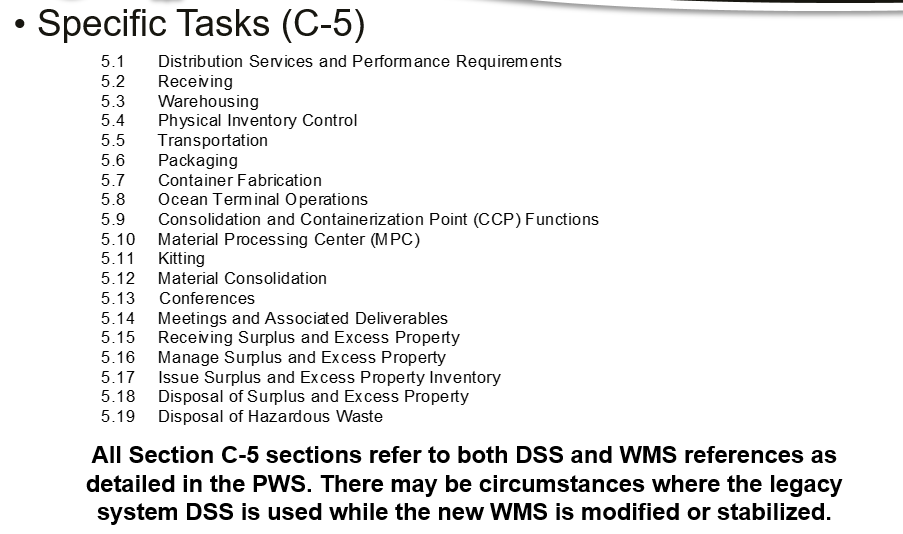 • Specific Tasks (C-5)
5.1 Distribution Services and Performance Requirements
5.2 Receiving
5.3 Warehousing
5.4 Physical Inventory Control
5.5 Transportation
5.6 Packaging
5.7 Container Fabrication
5.8 Ocean Terminal Operations
5.9 Consolidation and Containerization Point (CCP) Functions
5.10 Material Processing Center (MPC)
5.11 Kitting
5.12 Material Consolidation
5.13 Conferences
5.14 Meetings and Associated Deliverables
5.15 Receiving Surplus and Excess Property
5.16 Manage Surplus and Excess Property
5.17 Issue Surplus and Excess Property Inventory
5.18 Disposal of Surplus and Excess Property
5.19 Disposal of Hazardous Waste
All Section C-5 sections refer to both DSS and WMS references as
detailed in the PWS. There may be circumstances where the legacy
system DSS is used while the new WMS is modified or stabilized.